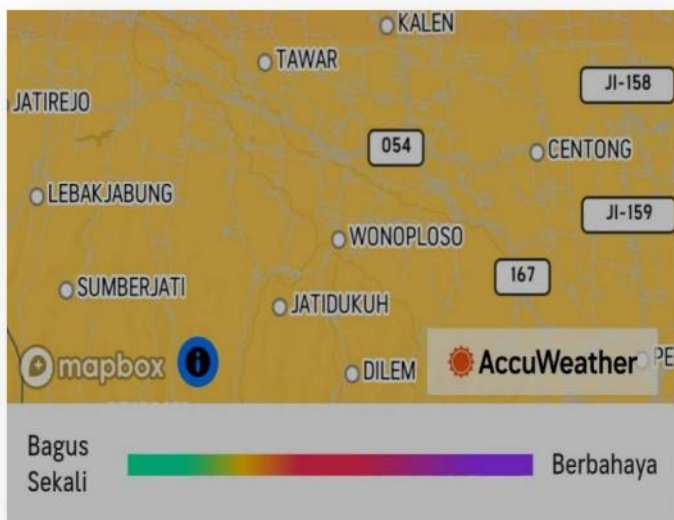 KALEN
TAWAR
JI-158
JATIREJO
054
CENTONG
LEBAKJABUNG
JI-159
WONOPLOSO
167
SUMBERJATI
JATIDUKUH
mapbox
i
DILEM
AccuWeather
PE
Bagus
Sekali
Berbahaya